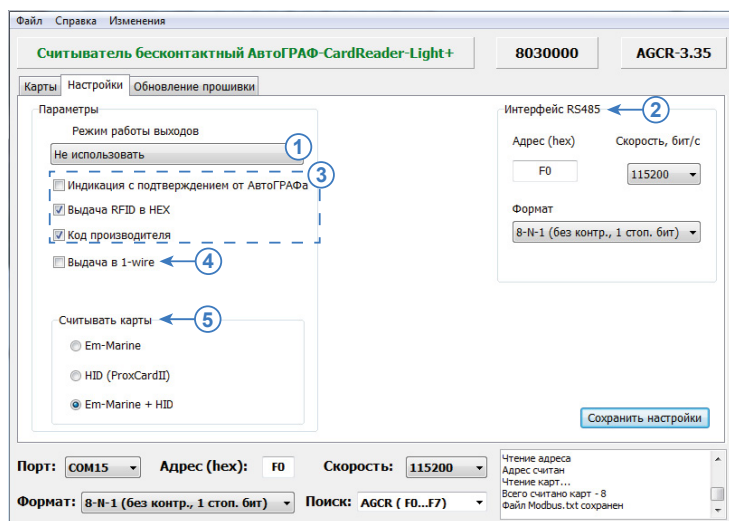 Файл Справка Изменения
Считыватель бесконтактный АвтоГРАФ-CardReader-Light+ 8030000 AGCR-3.35
Карты Настройки Обновление прошивки
Параметры
Интерфейс RS485 2
Режим работы выходов
Адрес (hex) Скорость, бит/с
Не использовать 1
F0 115200
Индикация с подтверждением от АвтоГРАФа 3
Выдача RFID в HEX
Формат
Код производителя
8-N-1 (без контр., 1 стоп. бит)
Выдача в 1-wire 4
Считывать карты 5
Em-Marine
HID (ProxCardII)
Em-Marine + HID
Сохранить настройки
Порт: COM15 Адрес (hex): F0 Скорость: 115200
Формат: 8-N-1 (без контр., 1 стоп. бит) Поиск: AGCR ( F0...F7)
Чтение адреса
Адрес считан
Чтение карт...
Всего считано карт - 8
Файл Modbus.txt сохранен